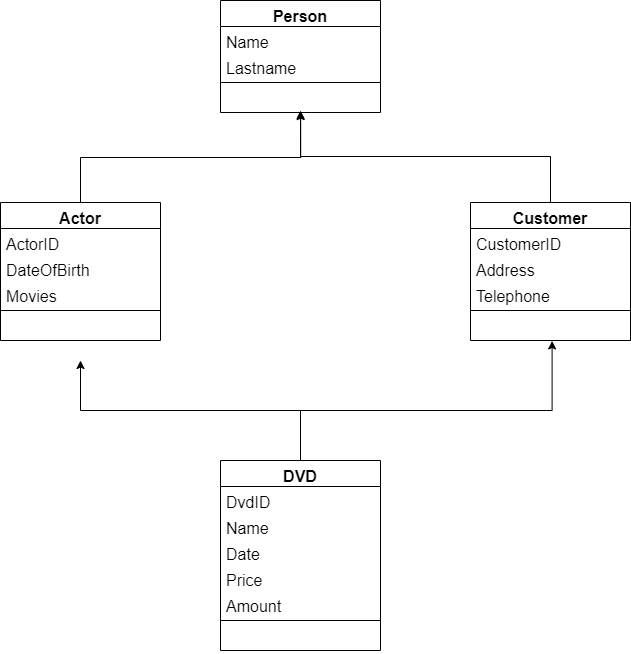 Person
Name
Lastname
Actor
ActorID
DateOfBirth
Movies
Customer
CustomerID
Address
Telephone
DVD
DvdID
Name
Date
Price
Amount